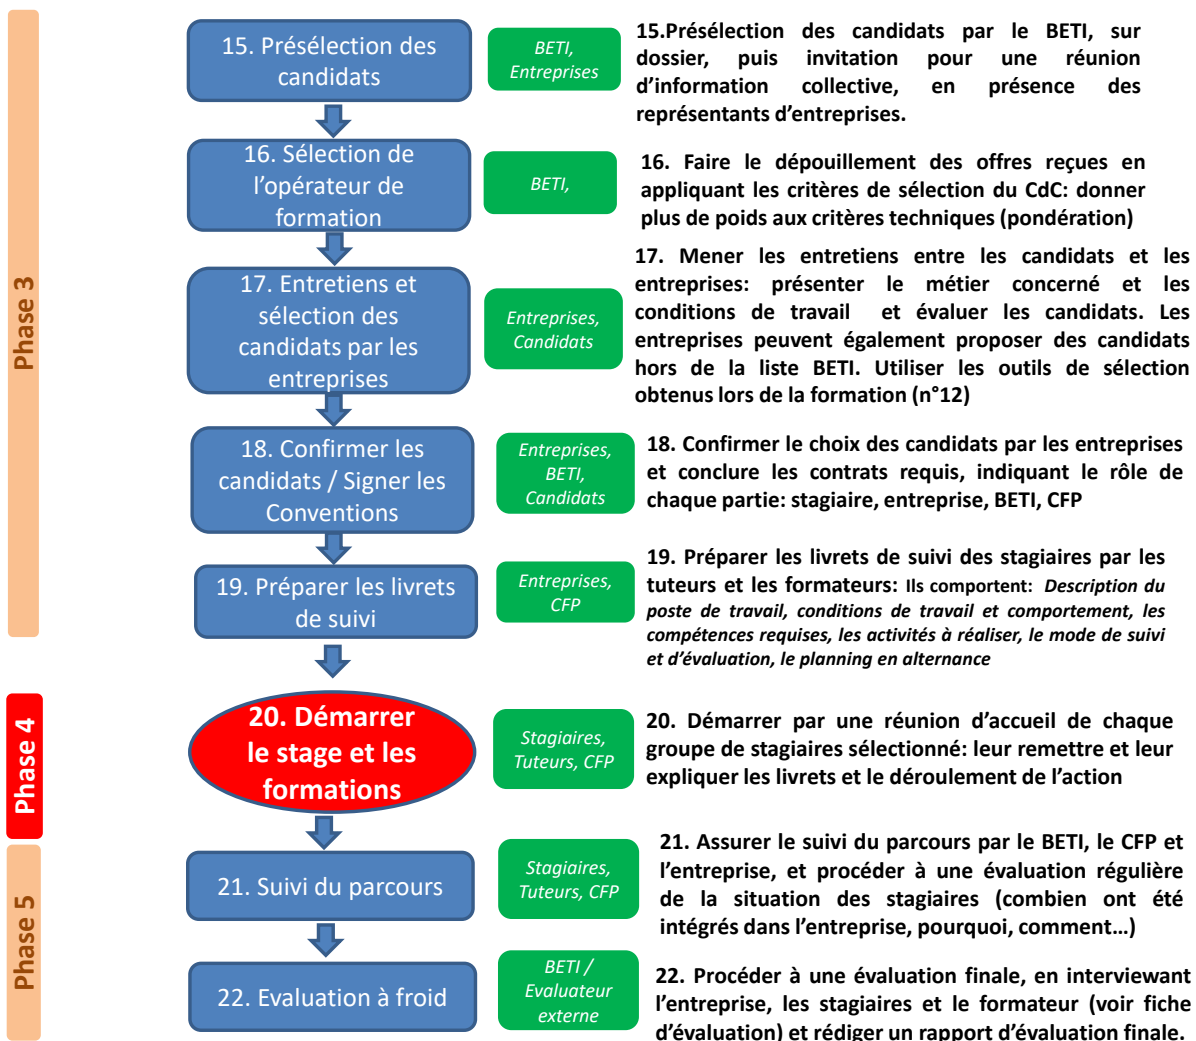 Phase 3
15. Présélection des
candidats
BETI,
Entreprises
15.Présélection des candidats par le BETI, sur
dossier, puis invitation pour une réunion
d'information collective, en présence des
représentants d'entreprises.
16. Sélection de
l'opérateur de
formation
BETI,
16. Faire le dépouillement des offres reçues en
appliquant les critères de sélection du CdC: donner
plus de poids aux critères techniques (pondération)
17. Entretiens et
sélection des
candidats par les
entreprises
Entreprises,
Candidats
17. Mener les entretiens entre les candidats et les
entreprises: présenter le métier concerné et les
conditions de travail et évaluer les candidats. Les
entreprises peuvent également proposer des candidats
hors de la liste BETI. Utiliser les outils de sélection
obtenus lors de la formation (n°12)
18. Confirmer les
candidats / Signer les
Conventions
Entreprises,
BETI,
Candidats
18. Confirmer le choix des candidats par les entreprises
et conclure les contrats requis, indiquant le rôle de
chaque partie: stagiaire, entreprise, BETI, CFP
19. Préparer les livrets
de suivi
Entreprises,
CFP
19. Préparer les livrets de suivi des stagiaires par les
tuteurs et les formateurs: Ils comportent: Description du
poste de travail, conditions de travail et comportement, les
compétences requises, les activités à réaliser, le mode de suivi
et d'évaluation, le planning en alternance
Phase 4
20. Démarrer
le stage et les
formations
Stagiaires,
Tuteurs, CFP
20. Démarrer par une réunion d'accueil de chaque
groupe de stagiaires sélectionné: leur remettre et leur
expliquer les livrets et le déroulement de l'action
Phase 5
21. Suivi du parcours
Stagiaires,
Tuteurs, CFP
21. Assurer le suivi du parcours par le BETI, le CFP et
l'entreprise, et procéder à une évaluation régulière
de la situation des stagiaires (combien ont été
intégrés dans l'entreprise, pourquoi, comment…)
22. Evaluation à froid
BETI /
Evaluateur
externe
22. Procéder à une évaluation finale, en interviewant
l'entreprise, les stagiaires et le formateur (voir fiche
d'évaluation) et rédiger un rapport d'évaluation finale.